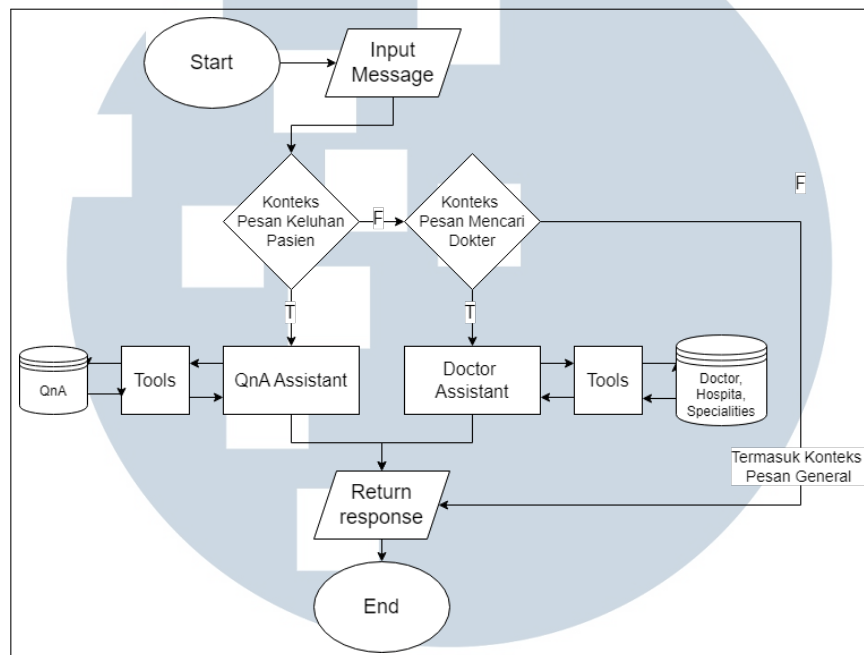 Start
Input
Message
Konteks
Pesan Keluhan
Pasien
F
Konteks
Pesan Mencari
Dokter
F
T
T
QnA
Tools
QnA Assistant
Doctor
Assistant
Tools
Doctor,
Hospita,
Specialities
Termasuk Konteks
Pesan General
Return
response
End